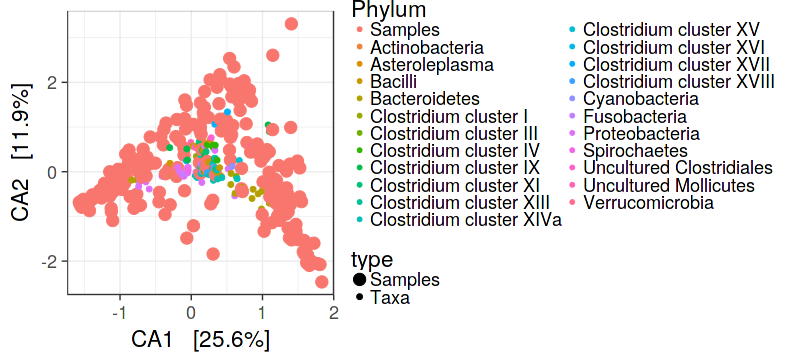 Phylum
Samples
Actinobacteria
Asteroleplasma
Bacilli
Bacteroidetes
Clostridium cluster I
Clostridium cluster III
Clostridium cluster IV
Clostridium cluster IX
Clostridium cluster XI
Clostridium cluster XIII
Clostridium cluster XIVa
Clostridium cluster XV
Clostridium cluster XVI
Clostridium cluster XVII
Clostridium cluster XVIII
Cyanobacteria
Fusobacteria
Proteobacteria
Spirochaetes
Uncultured Clostridiales
Uncultured Mollicutes
Verrucomicrobia
type
Samples
Taxa
CA2 [11.9%]
2
0
-2
-1
0
1
2
CA1 [25.6%]